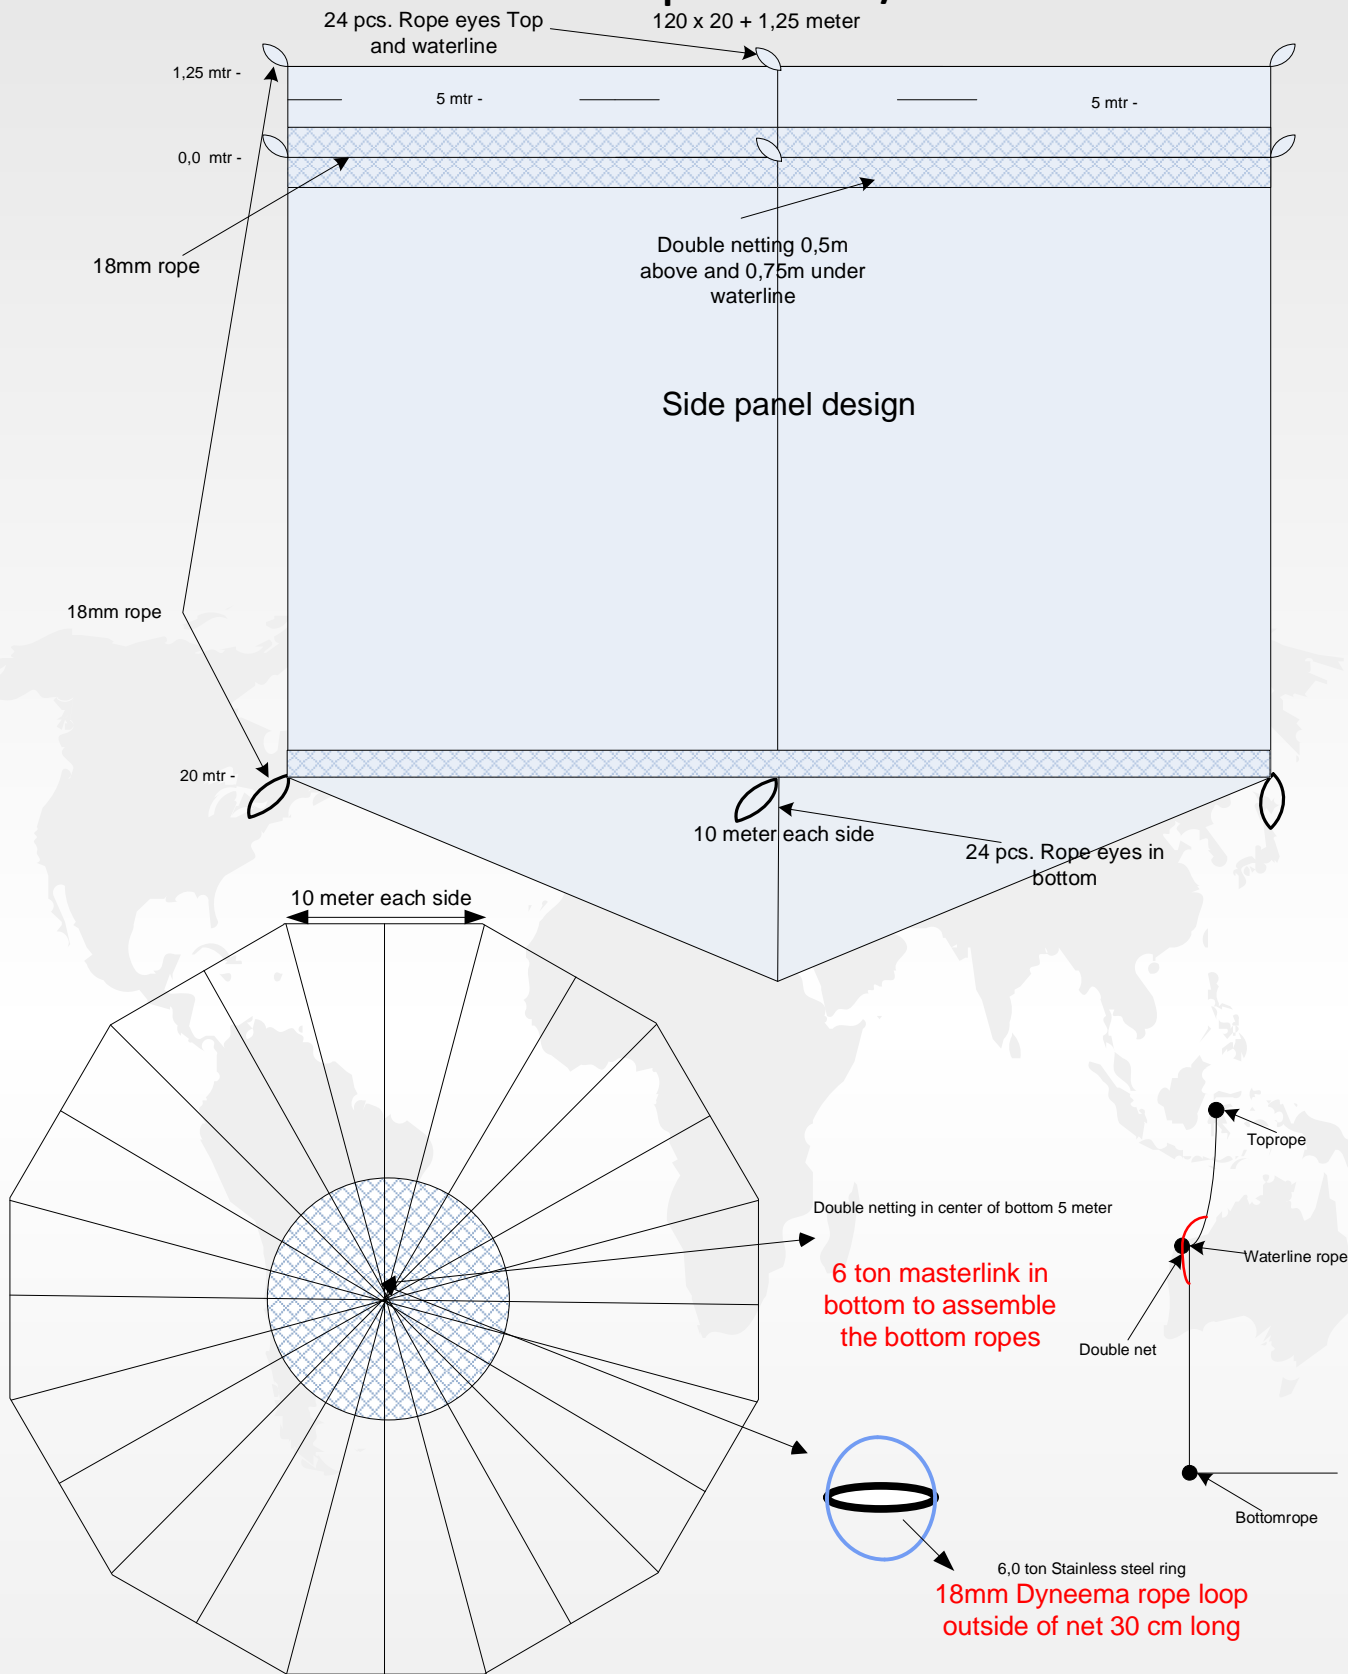 24 pcs. Rope eyes Top
and waterline
120 x 20 + 1,25 meter
1,25 mtr -
5 mtr -
5 mtr -
0,0 mtr -
18mm rope
Double netting 0,5m
above and 0,75m under
waterline
Side panel design
18mm rope
20 mtr -
10 meter each side
24 pcs. Rope eyes in
bottom
10 meter each side
Toprope
Double netting in center of bottom 5 meter
Waterline rope
6 ton masterlink in
bottom to assemble
the bottom ropes
Double net
Bottomrope
6,0 ton Stainless steel ring
18mm Dyneema rope loop
outside of net 30 cm long